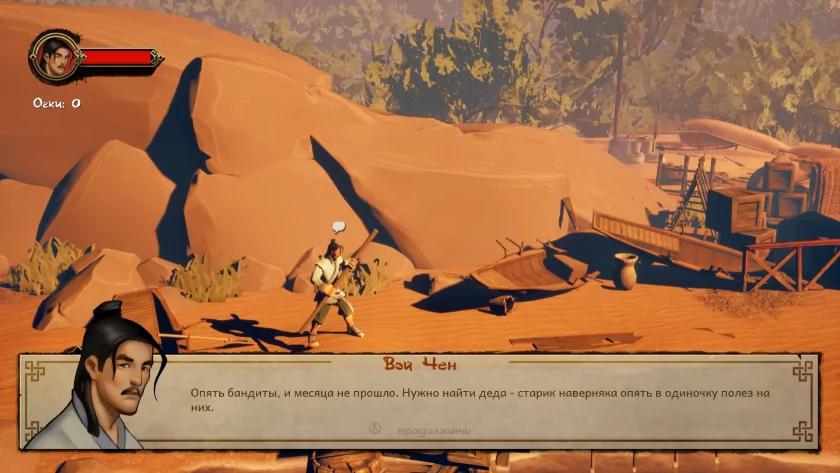 Очки: 0
Вэй Чен
Опять бандиты, и месяца не прошло. Нужно найти деда - старик наверняка опять в одиночку полез на
них.
А продолжить